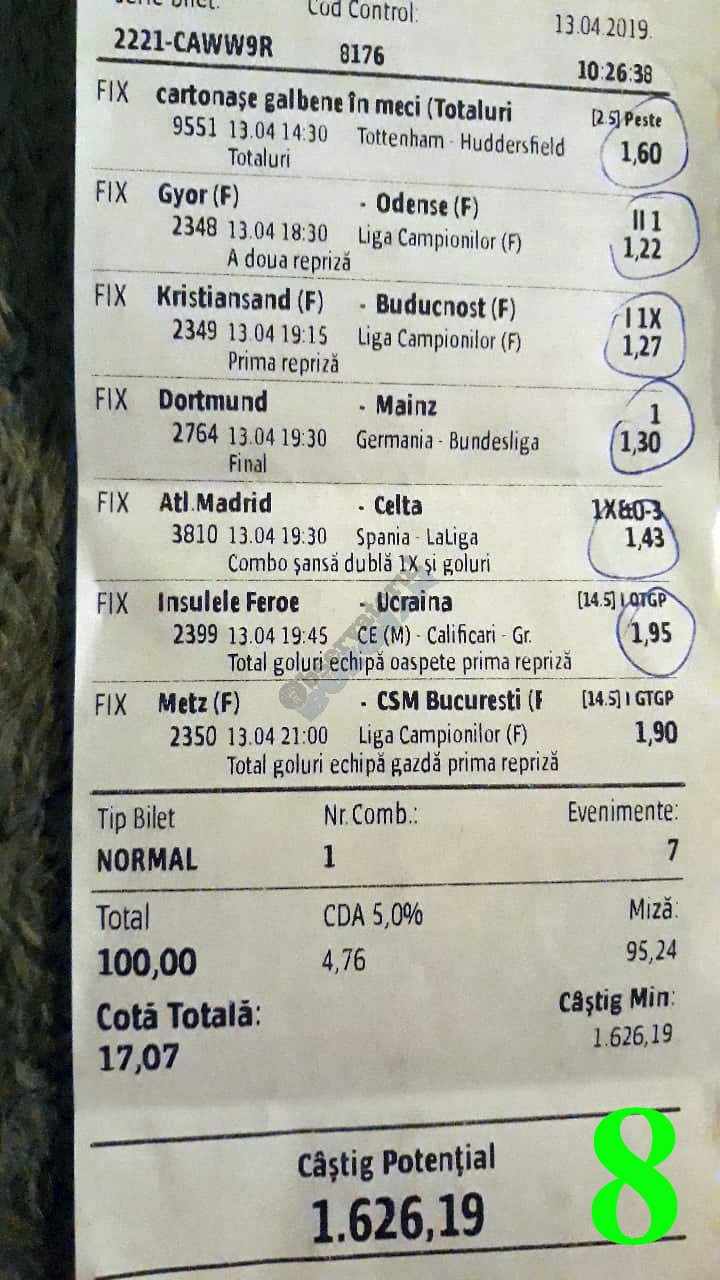 Cod Control:
13.04.2019.
2221-CAWW9R 8176 10:26:38
FIX cartonaşe galbene în meci (Totaluri [2.5] Peste
9551 13.04 14:30 Tottenham - Huddersfield 1,60
Totaluri
FIX Gyor (F) - Odense (F) II 1
2348 13.04 18:30 Liga Campionilor (F) 1,22
A doua repriză
FIX Kristiansand (F) - Buducnost (F) I 1X
2349 13.04 19:15 Liga Campionilor (F) 1,27
Prima repriză
FIX Dortmund - Mainz 1
2764 13.04 19:30 Germania - Bundesliga 1,30
Final
FIX Atl.Madrid - Celta 1X&0-3
3810 13.04 19:30 Spania - LaLiga 1,43
Combo şansă dublă 1X şi goluri
FIX Insulele Feroe - Ucraina [14.5] I OTGP
2399 13.04 19:45 CE (M) - Calificari - Gr. 1,95
Total goluri echipă oaspete prima repriză
FIX Metz (F) - CSM Bucuresti (F [14.5] I GTGP
2350 13.04 21:00 Liga Campionilor (F) 1,90
Total goluri echipă gazdă prima repriză
Tip Bilet Nr.Comb.: Evenimente:
NORMAL 1 7
Total CDA 5,0% Miză:
100,00 4,76 95,24
Cotă Totală: Câştig Min:
17,07 1.626,19
Câştig Potenţial
1.626,19
8